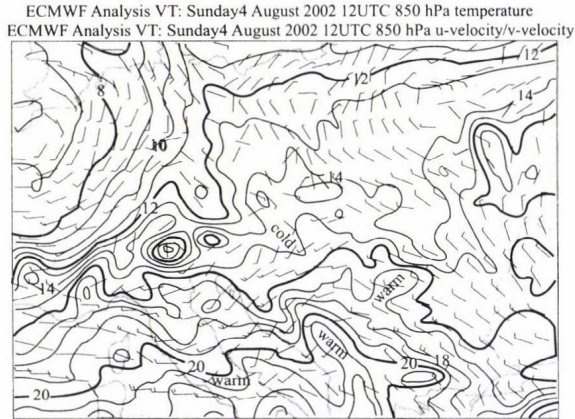 ECMWF Analysis VT: Sunday4 August 2002 12UTC 850 hPa temperature
ECMWF Analysis VT: Sunday4 August 2002 12UTC 850 hPa u-velocity/v-velocity
12
12
8
14
10
14
12
cold
14
0
warm
warm
20
20
18
warm
20